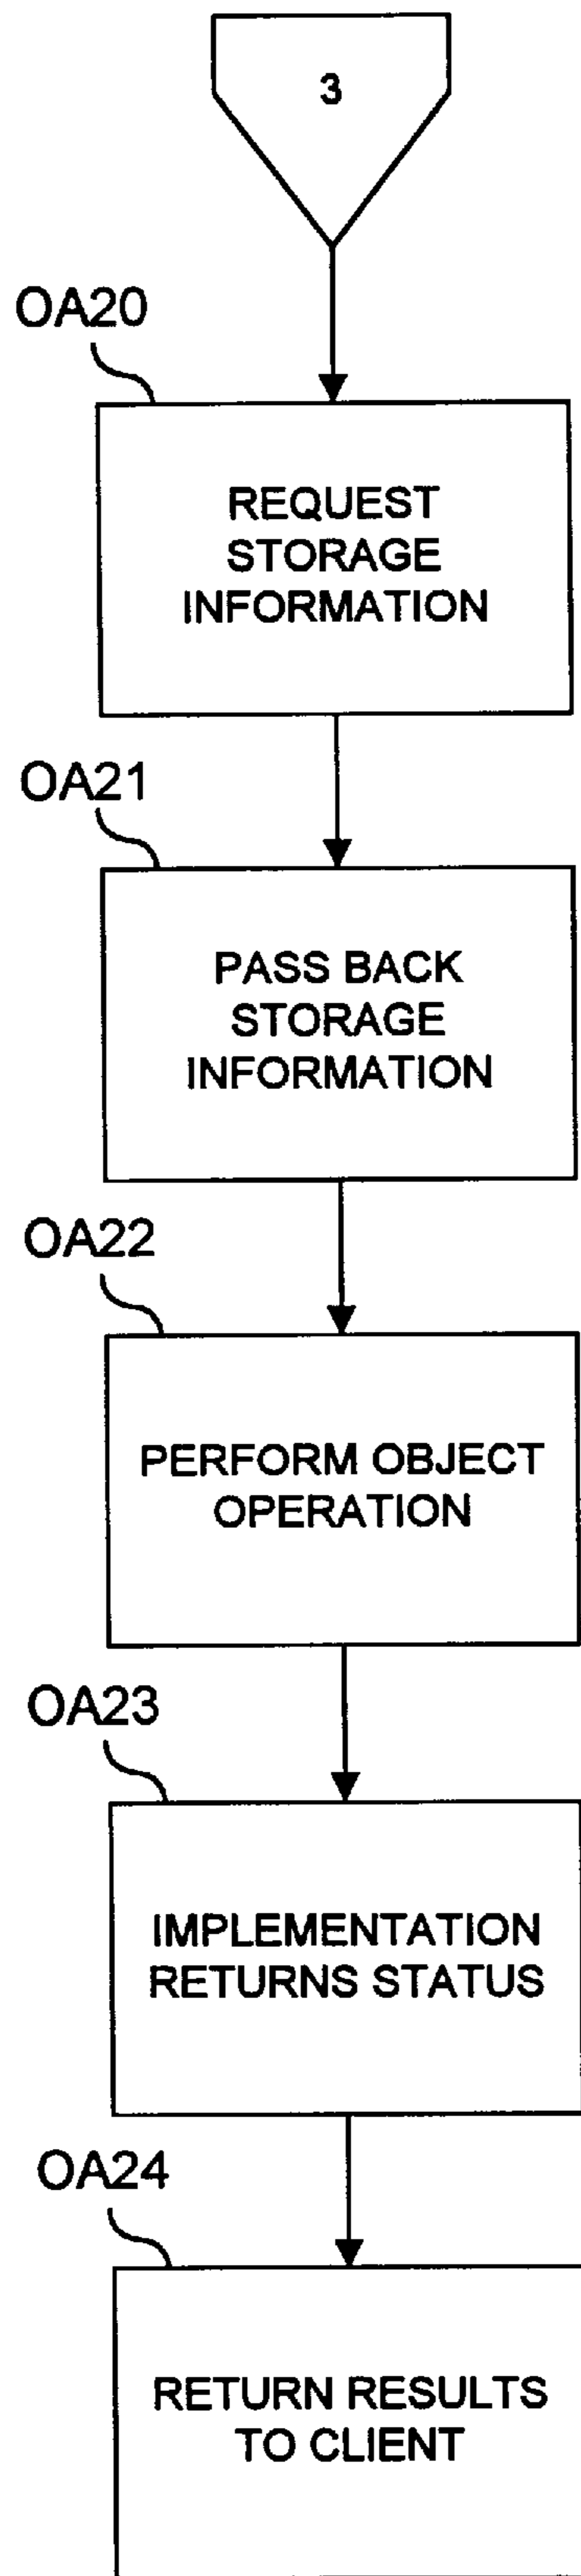 3
OA20
REQUEST
STORAGE
INFORMATION
OA21
PASS BACK
STORAGE
INFORMATION
OA22
PERFORM OBJECT
OPERATION
OA23
IMPLEMENTATION
RETURNS STATUS
OA24
RETURN RESULTS
TO CLIENT